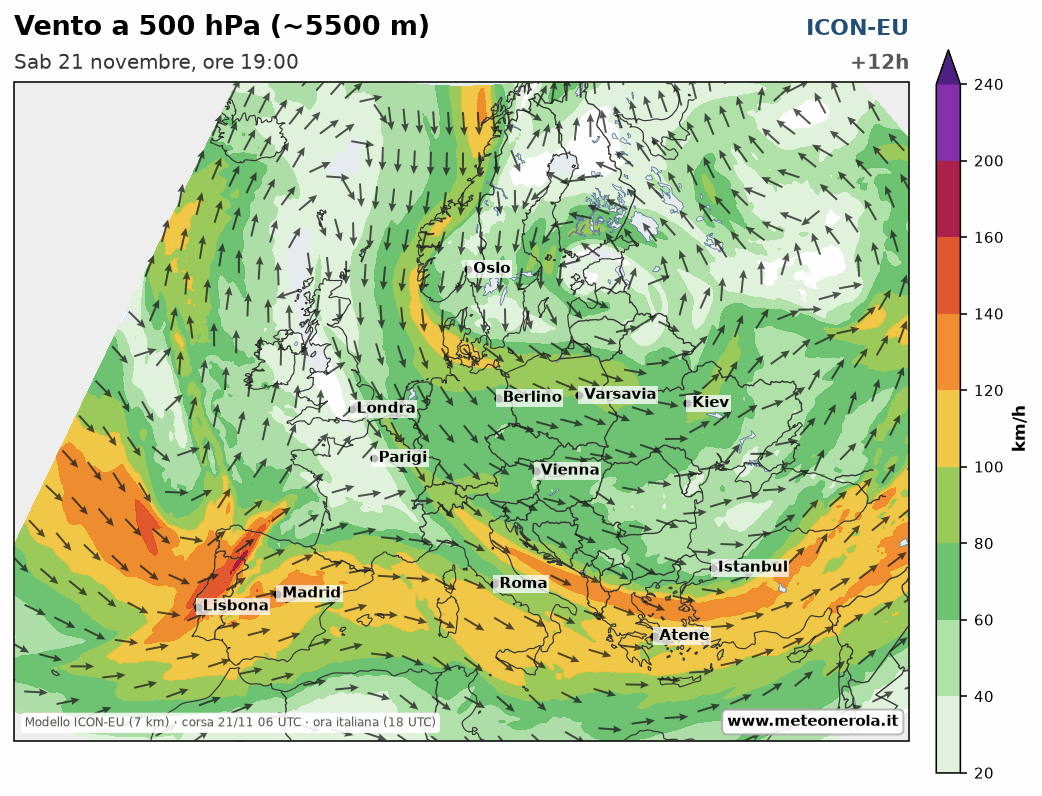 Vento a 500 hPa (~5500 m)
ICON-EU
Sab 21 novembre, ore 19:00
+12h
240
200
160
140
120
100
80
60
40
20
km/h
Oslo
Londra
Berlino
Varsavia
Kiev
Parigi
Vienna
Istanbul
Roma
Madrid
Lisbona
Atene
Modello ICON-EU (7 km) · corsa 21/11 06 UTC · ora italiana (18 UTC)
www.meteonerola.it